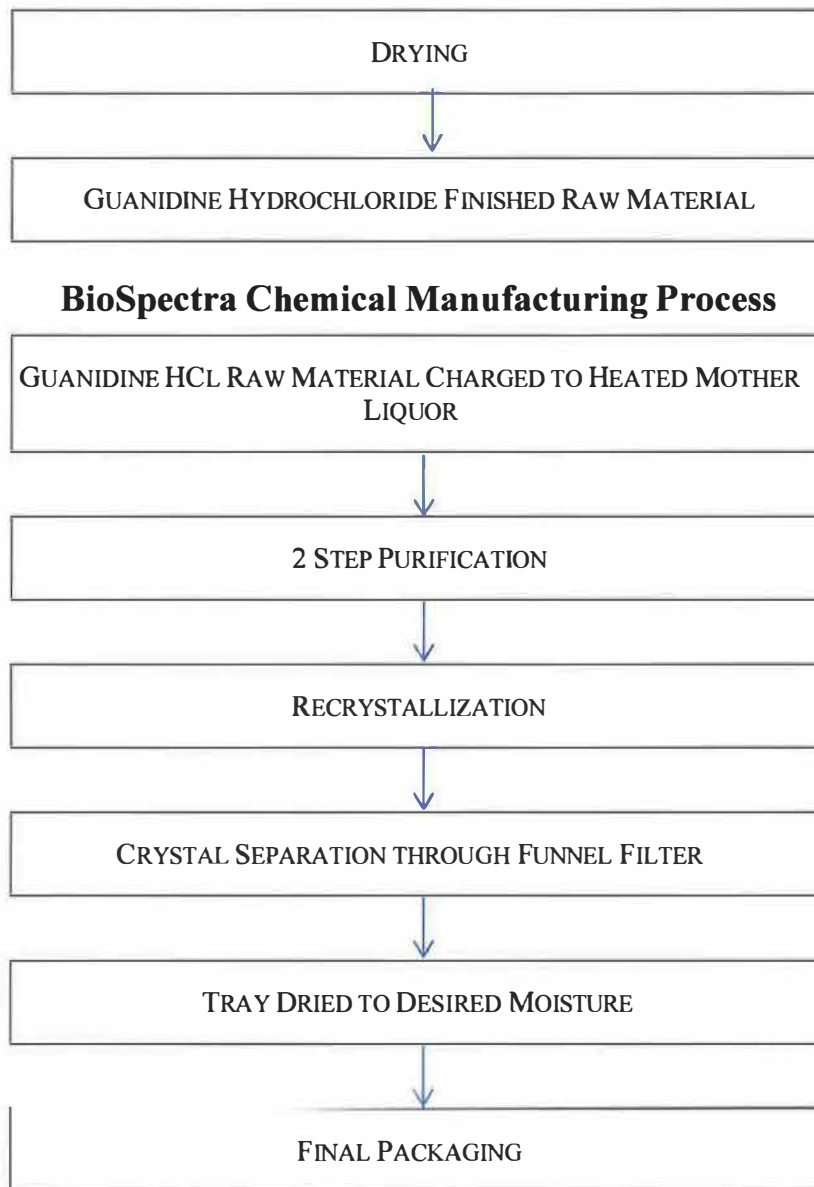 DRYING
GUANIDINE HYDROCHLORIDE FINISHED RAW MATERIAL
BioSpectra Chemical Manufacturing Process
GUANIDINE HCL RAW MATERIAL CHARGED TO HEATED MOTHER
LIQUOR
2 STEP PURIFICATION
RECRYSTALLIZATION
CRYSTAL SEPARATION THROUGH FUNNEL FILTER
TRAY DRIED TO DESIRED MOISTURE
FINAL PACKAGING